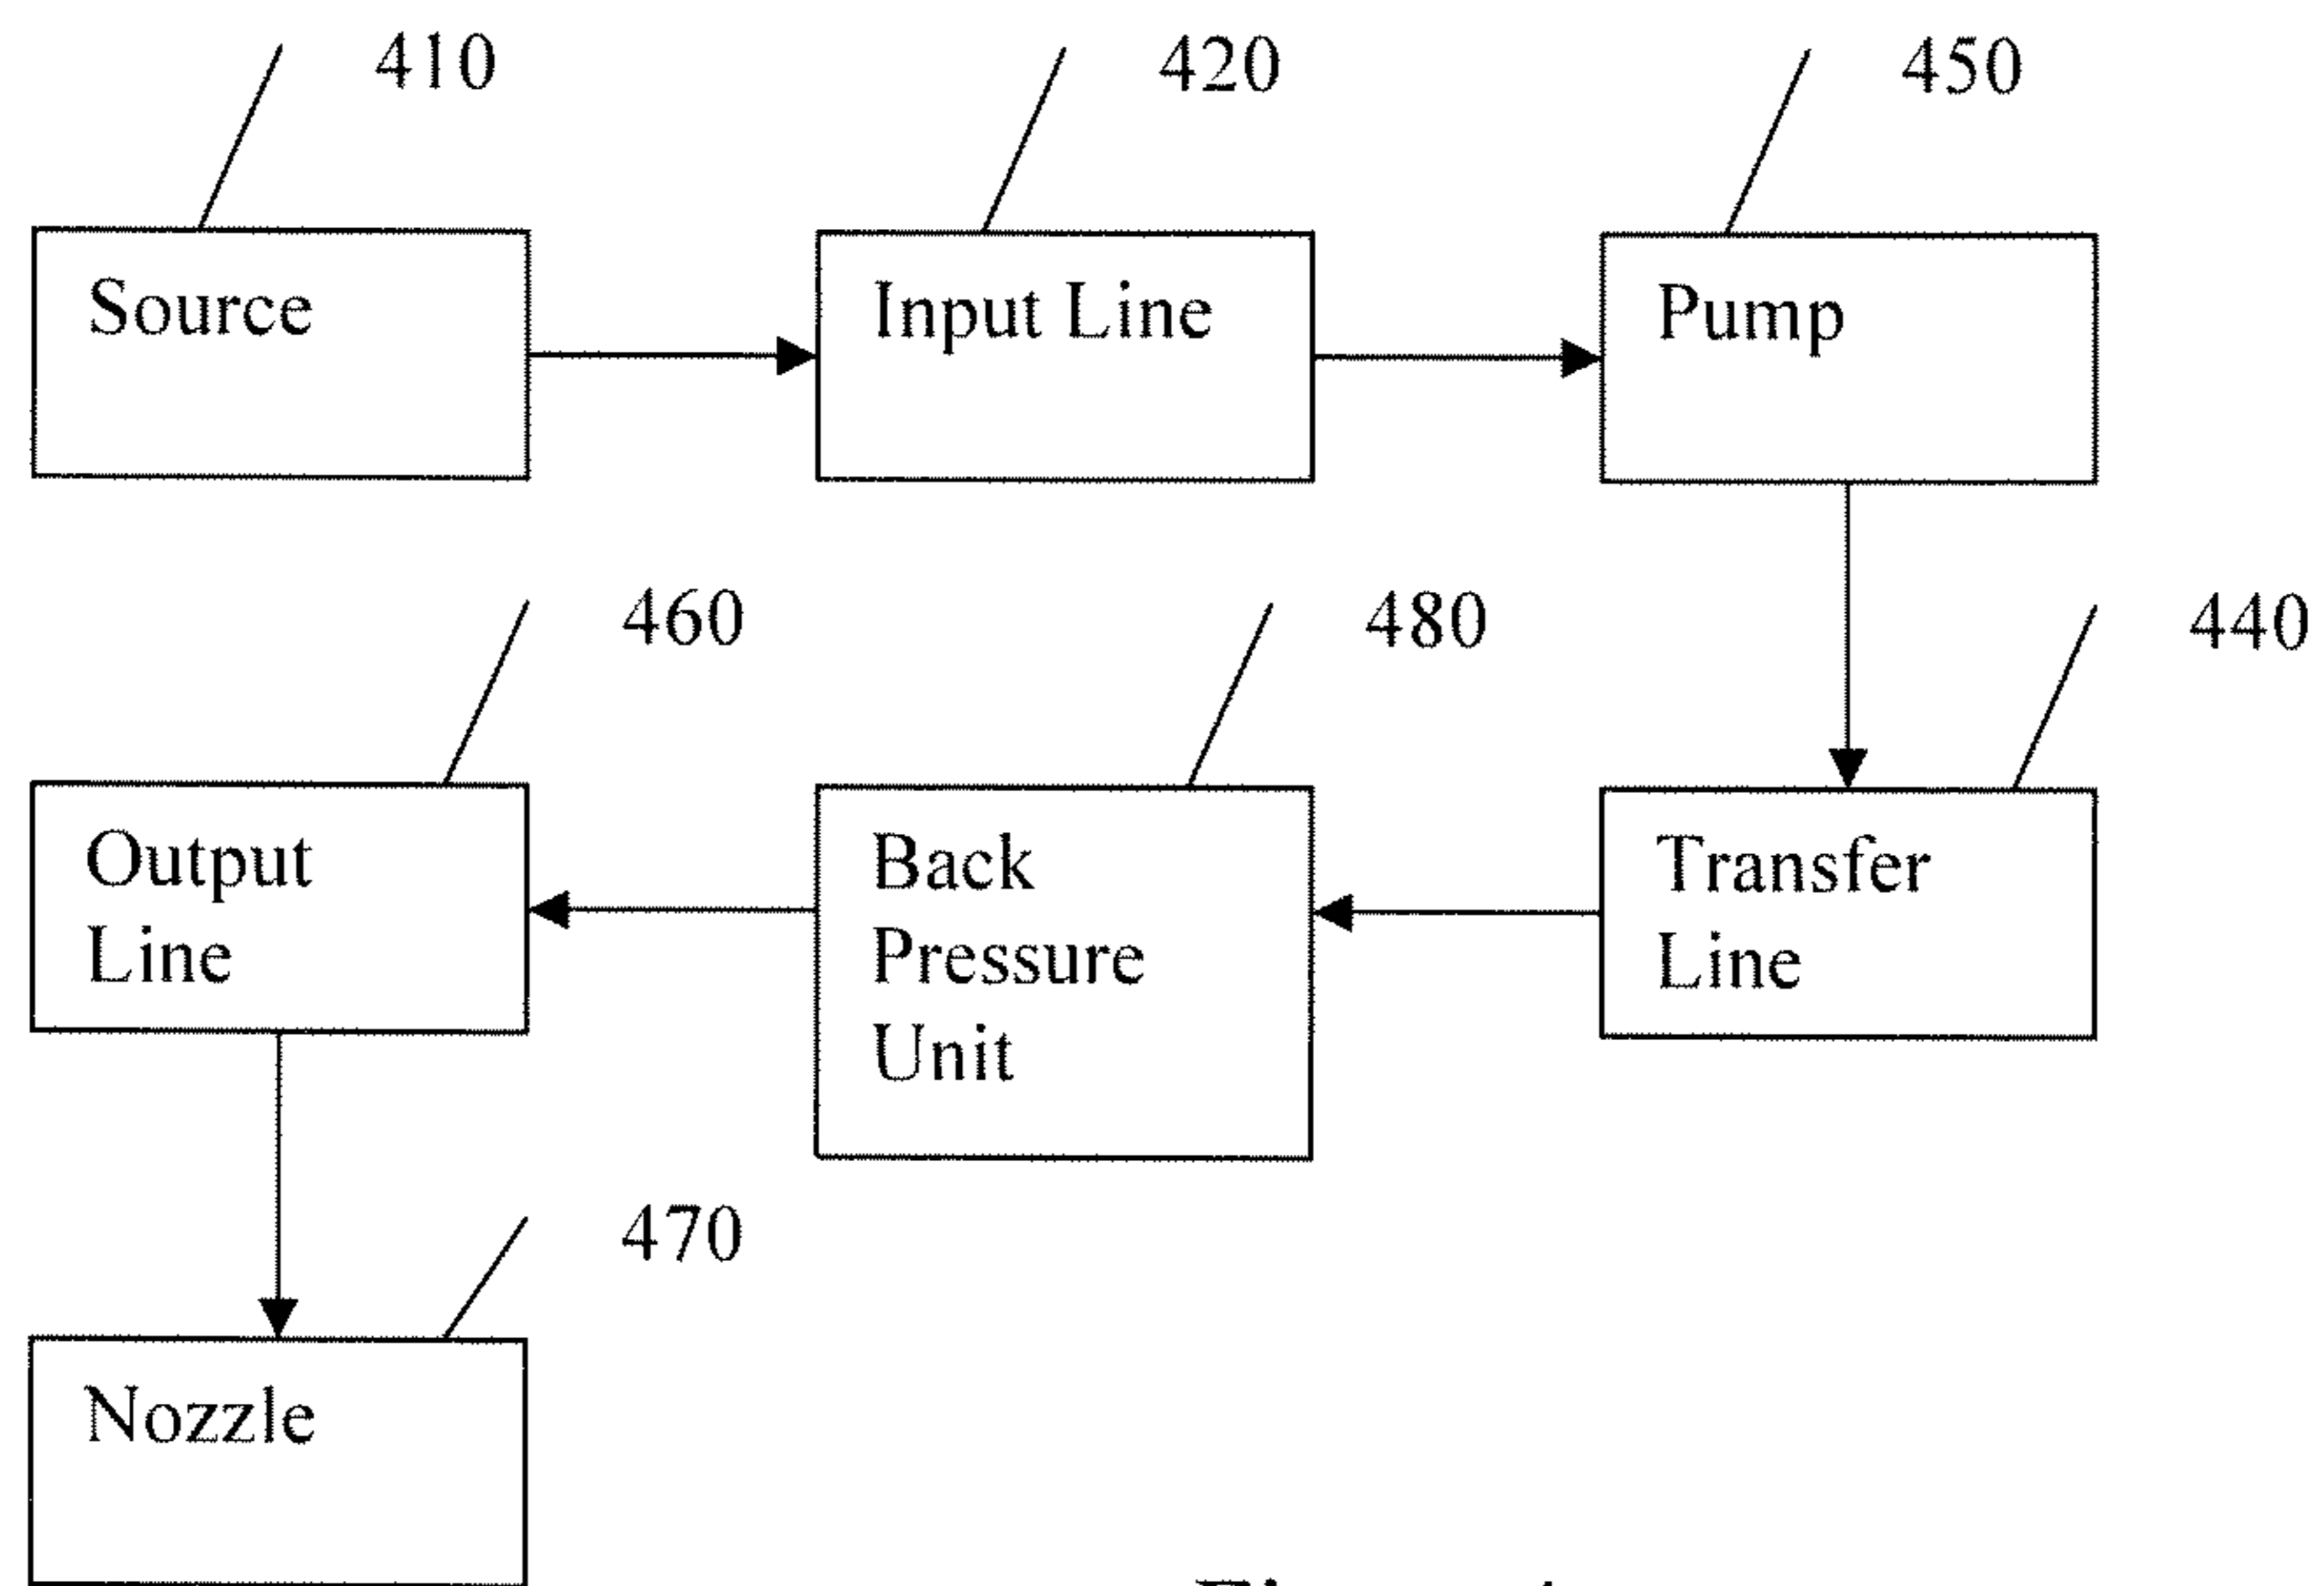 410
420
450
Source
Input Line
Pump
460
480
440
Output
Line
Back
Pressure
Unit
Transfer
Line
470
Nozzle